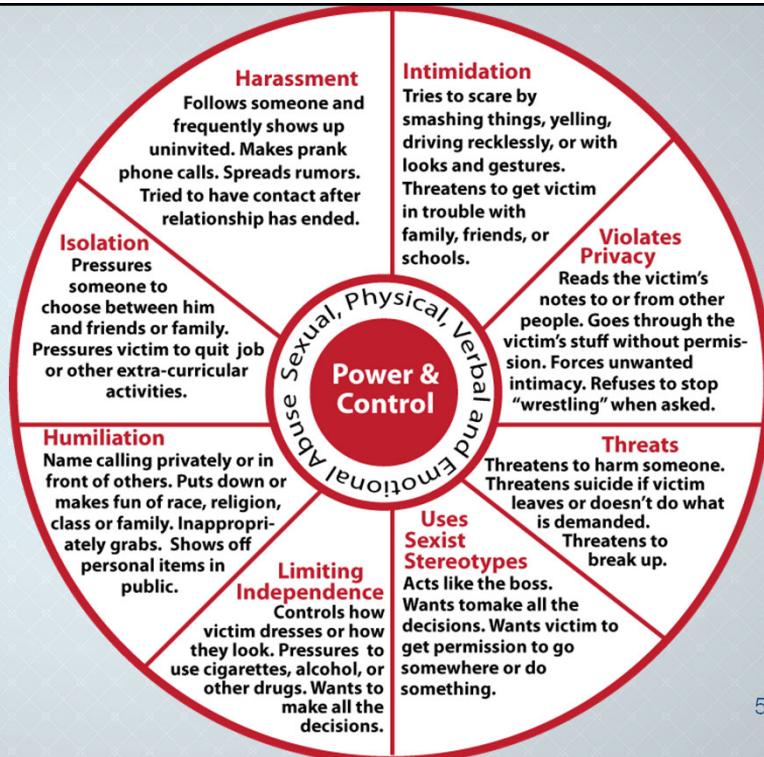 Harassment
Follows someone and
frequently shows up
uninvited. Makes prank
phone calls. Spreads rumors.
Tried to have contact after
relationship has ended.
Intimidation
Tries to scare by
smashing things, yelling,
driving recklessly, or with
looks and gestures.
Threatens to get victim
in trouble with
family, friends, or
schools.
Violates
Privacy
Reads the victim's
notes to or from other
people. Goes through the
victim's stuff without permis-
sion. Forces unwanted
intimacy. Refuses to stop
"wrestling" when asked.
Threats
Threatens to harm someone.
Threatens suicide if victim
leaves or doesn't do what
is demanded.
Threatens to
break up.
Uses
Sexist
Stereotypes
Acts like the boss.
Wants tomake all the
decisions. Wants victim to
get permission to go
somewhere or do
something.
Limiting
Independence
Controls how
victim dresses or how
they look. Pressures to
use cigarettes, alcohol, or
other drugs. Wants to
make all the
decisions.
Humiliation
Name calling privately or in
front of others. Puts down or
makes fun of race, religion,
class or family. Inappropri-
ately grabs. Shows off
personal items in
public.
Isolation
Pressures
someone to
choose between him
and friends or family.
Pressures victim to quit job
or other extra-curricular
activities.
Sexual, Physical, Verbal and Emotional Abuse
Power &
Control
5